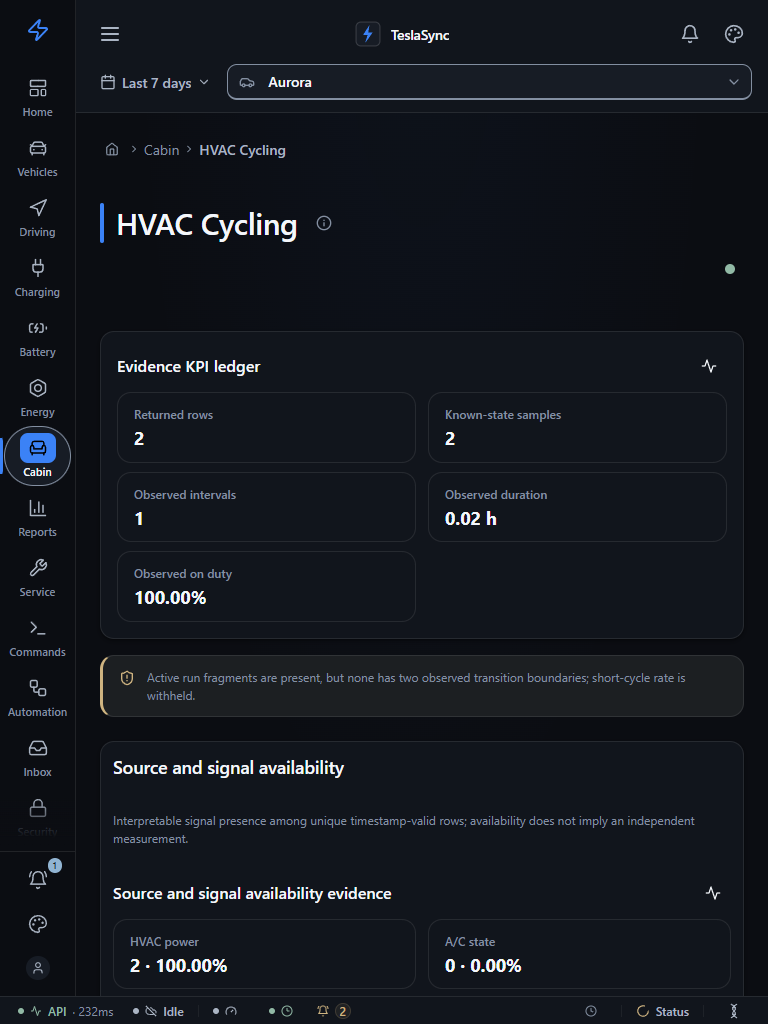 TeslaSync
Last 7 days
Aurora
Home
Vehicles
Driving
Charging
Battery
Energy
Cabin
Reports
Service
Commands
Automation
Inbox
Security
1
Cabin
HVAC Cycling
HVAC Cycling
Evidence KPI ledger
Returned rows
2
Known-state samples
2
Observed intervals
1
Observed duration
0.02 h
Observed on duty
100.00%
Active run fragments are present, but none has two observed transition boundaries; short-cycle rate is
withheld.
Source and signal availability
Interpretable signal presence among unique timestamp-valid rows; availability does not imply an independent
measurement.
Source and signal availability evidence
HVAC power
2 · 100.00%
A/C state
0 · 0.00%
API · 232ms
Idle
2
Status